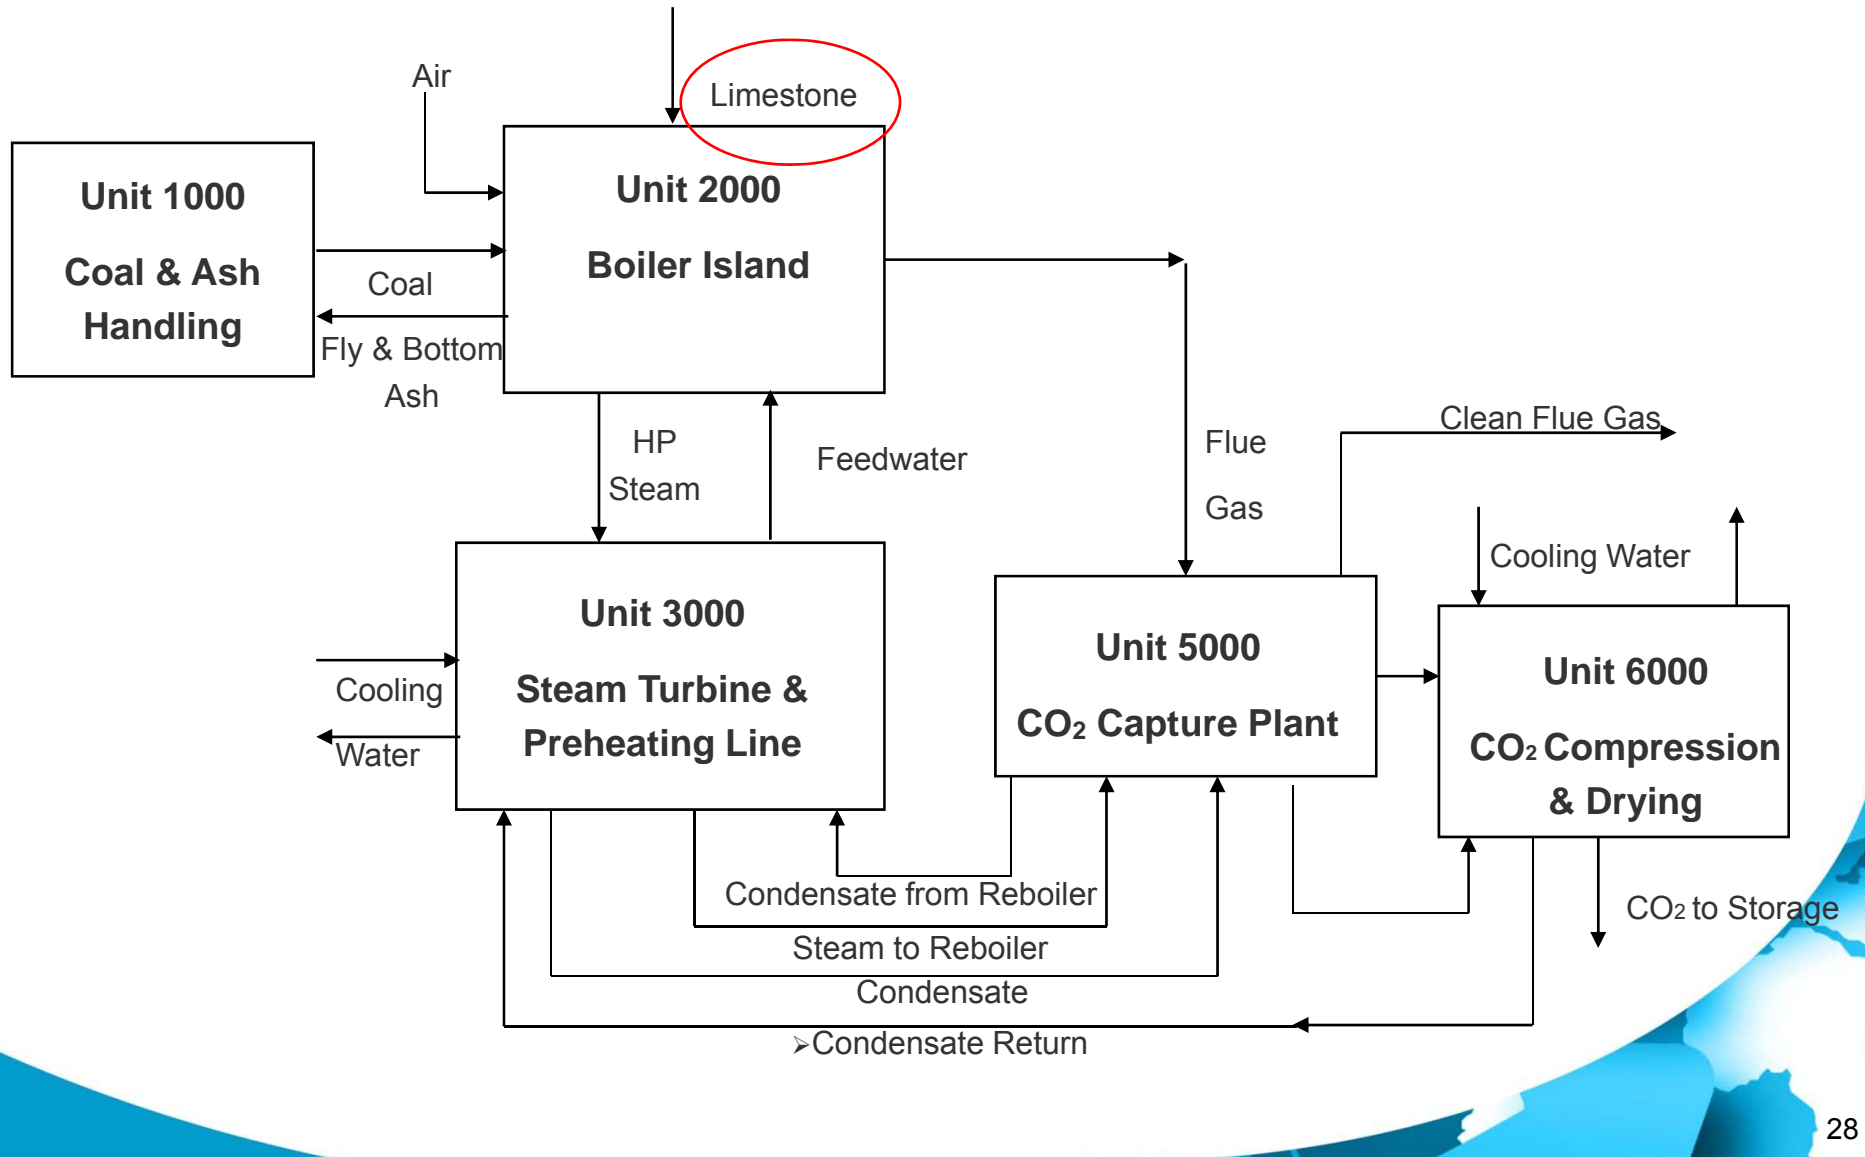 Air
Limestone
Unit 1000
Coal & Ash
Handling
Unit 2000
Boiler Island
Coal
Fly & Bottom
Ash
HP
Steam
Feedwater
Flue
Gas
Clean Flue Gas
Cooling Water
Unit 3000
Steam Turbine &
Preheating Line
Cooling
Water
Unit 5000
CO₂ Capture Plant
Unit 6000
CO₂ Compression
& Drying
Condensate from Reboiler
Steam to Reboiler
Condensate
➢Condensate Return
CO₂ to Storage
28